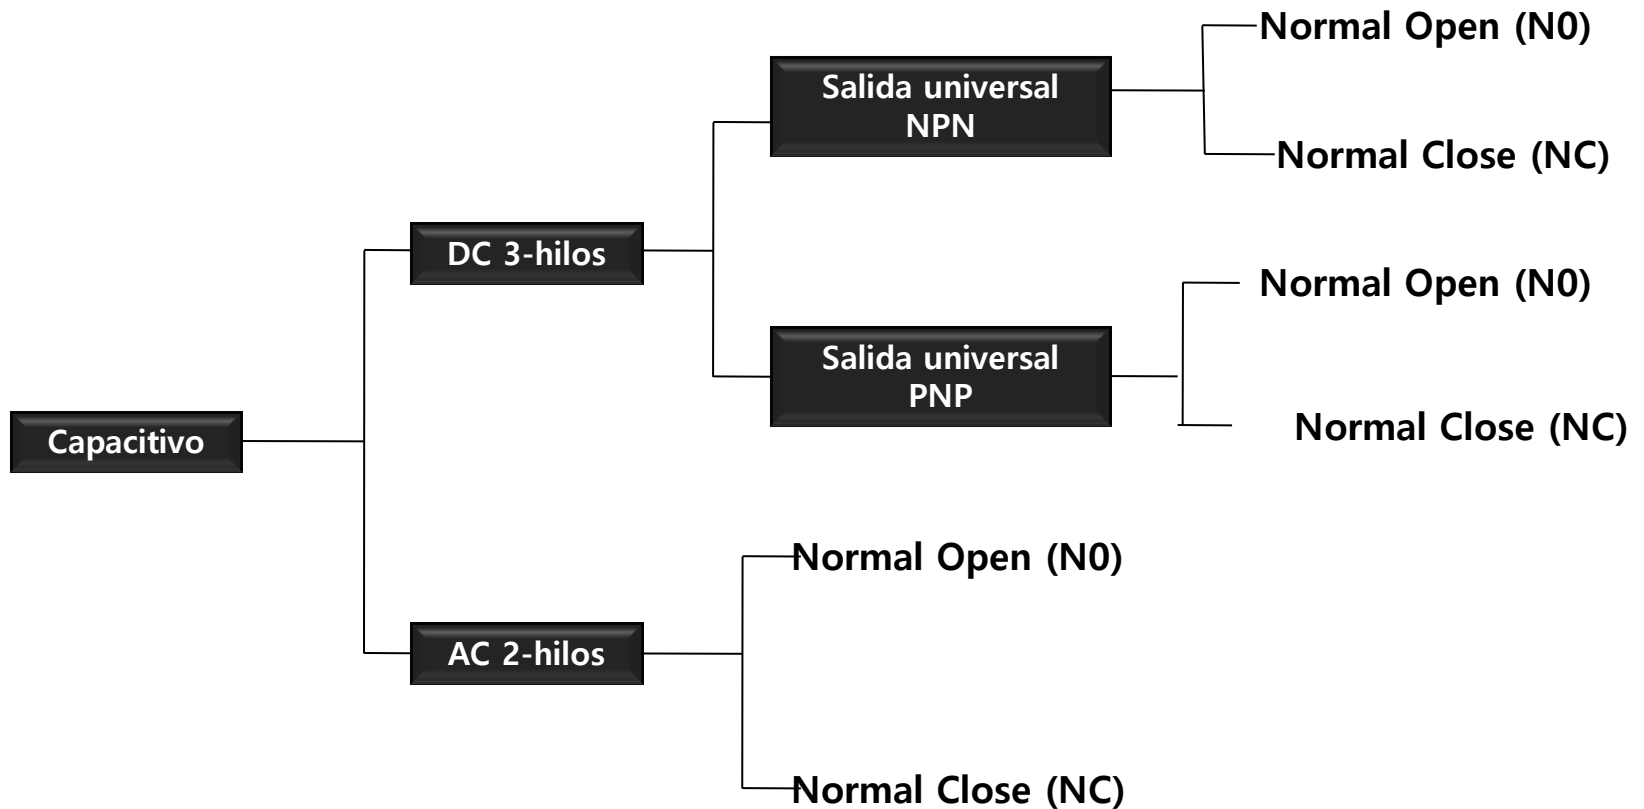 Normal Open (N0)
Salida universal
NPN
Normal Close (NC)
DC 3-hilos
Normal Open (N0)
Salida universal
PNP
Normal Close (NC)
Capacitivo
Normal Open (N0)
AC 2-hilos
Normal Close (NC)